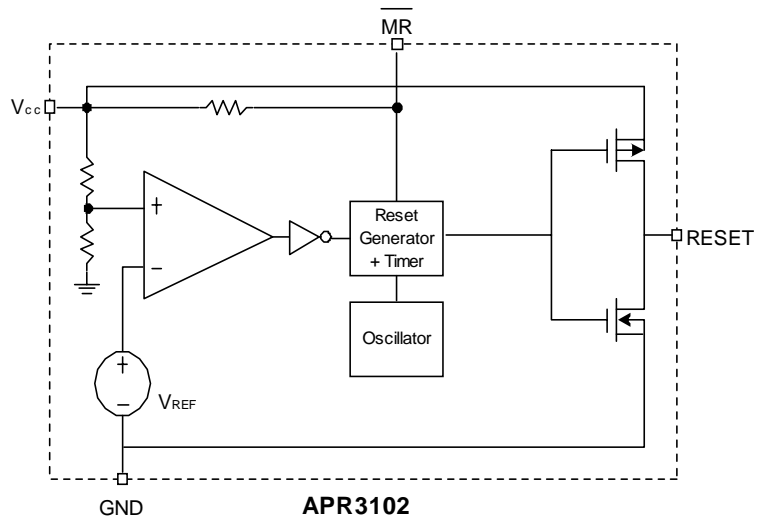 MR
Vcc
+
−
Reset
Generator
+ Timer
RESET
Oscillator
+
−
VREF
GND
APR3102